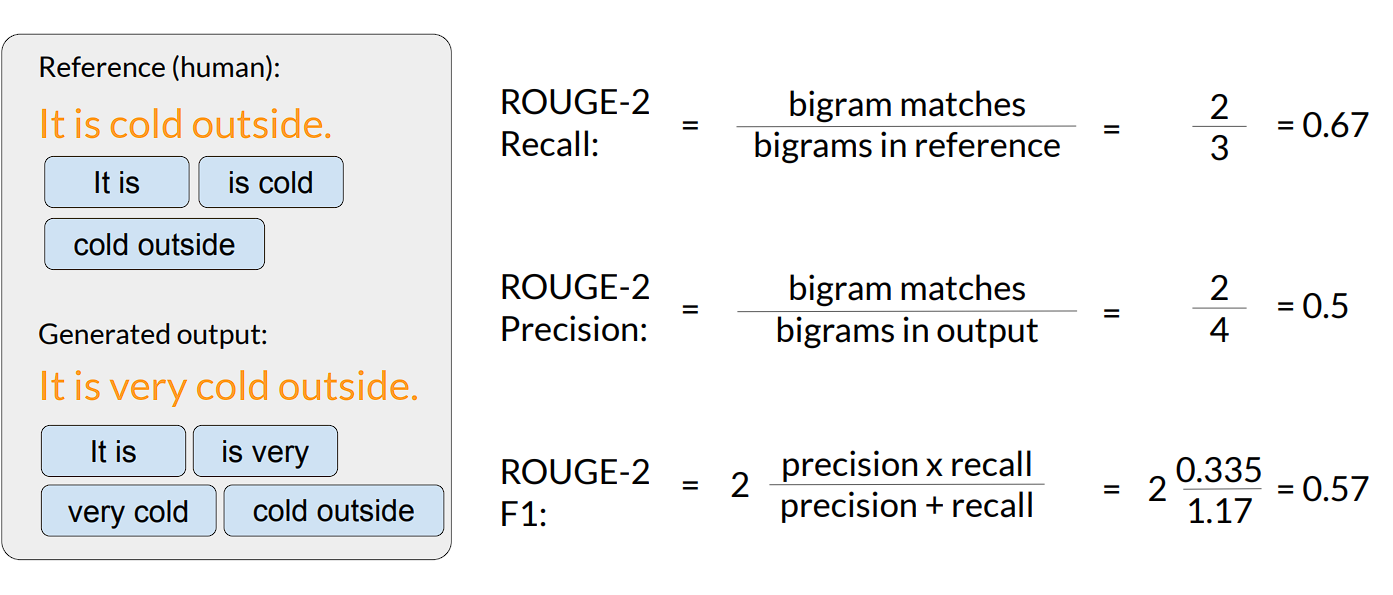 Reference (human):
It is cold outside.
It is
is cold
cold outside
Generated output:
It is very cold outside.
It is
is very
very cold
cold outside
ROUGE-2
Recall:
=
bigram matches
bigrams in reference
=
2
3
= 0.67
ROUGE-2
Precision:
=
bigram matches
bigrams in output
=
2
4
= 0.5
ROUGE-2
F1:
=
2
precision x recall
precision + recall
=
2
0.335
1.17
= 0.57